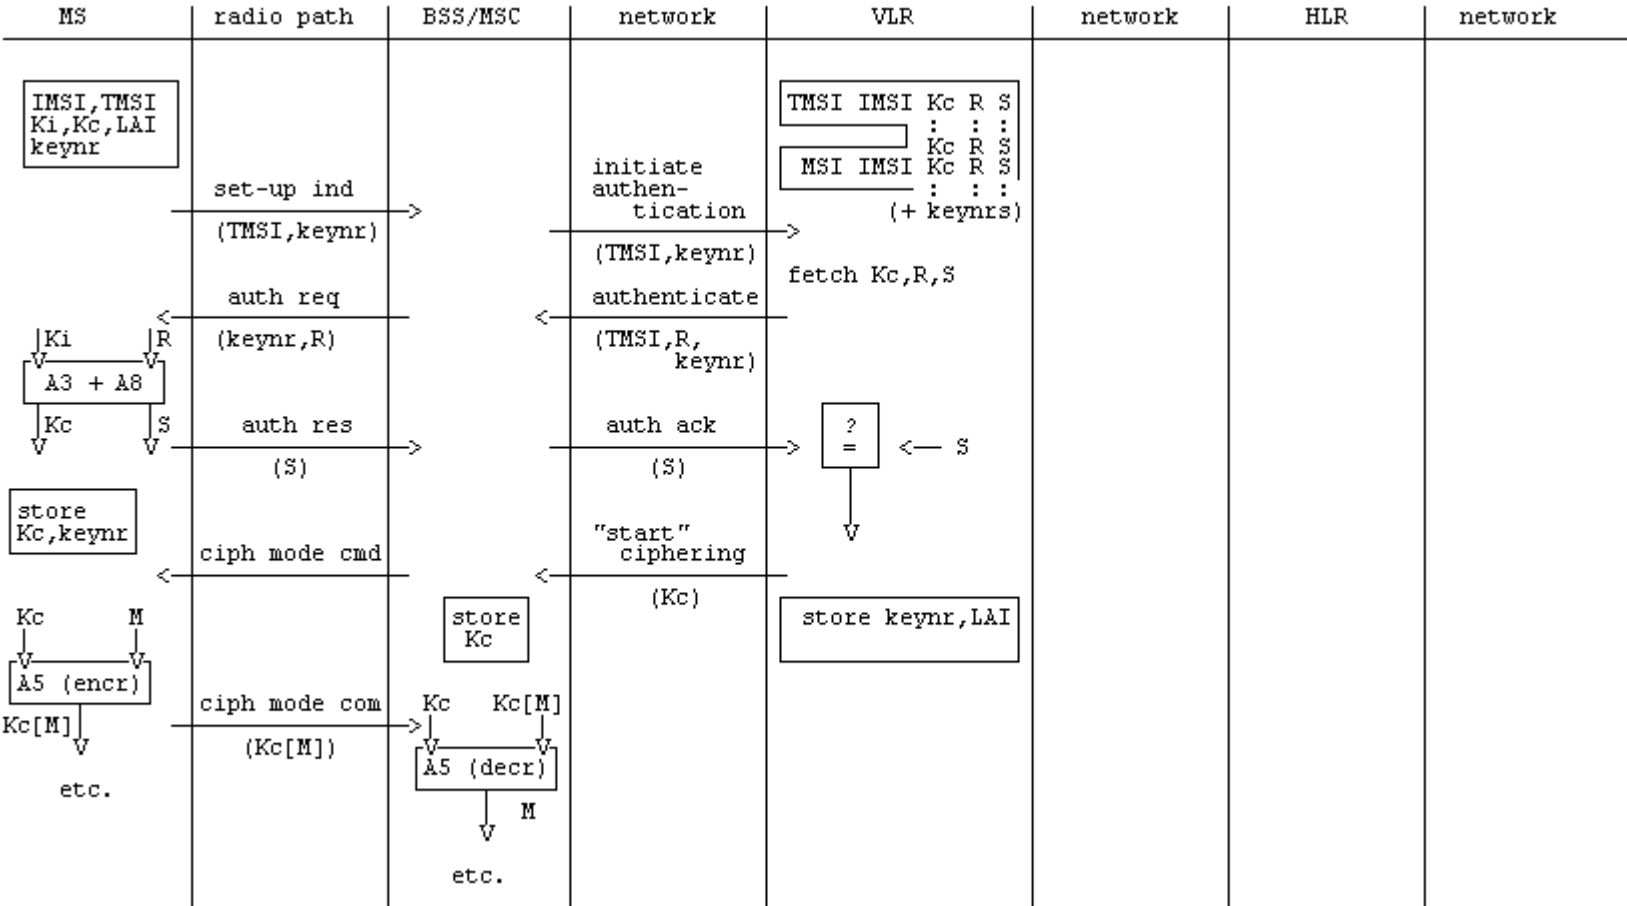 MS radio path BSS/MSC network VLR network HLR network
IMSI,TMSI
Ki,Kc,LAI
keynr
TMSI IMSI Kc R S
: : :
Kc R S
MSI IMSI Kc R S
: : :
(+ keynrs)
set-up ind
(TMSI,keynr)
initiate
authen-
tication
(TMSI,keynr)
fetch Kc,R,S
auth req
(keynr,R)
authenticate
(TMSI,R,
keynr)
Ki R
A3 + A8
Kc S
auth res
(S)
auth ack
(S)
?
=
S
store
Kc,keynr
ciph mode cmd
"start"
ciphering
(Kc)
store
Kc
store keynr,LAI
Kc M
A5 (encr)
Kc[M]
etc.
ciph mode com
(Kc[M])
Kc Kc[M]
A5 (decr)
M
etc.